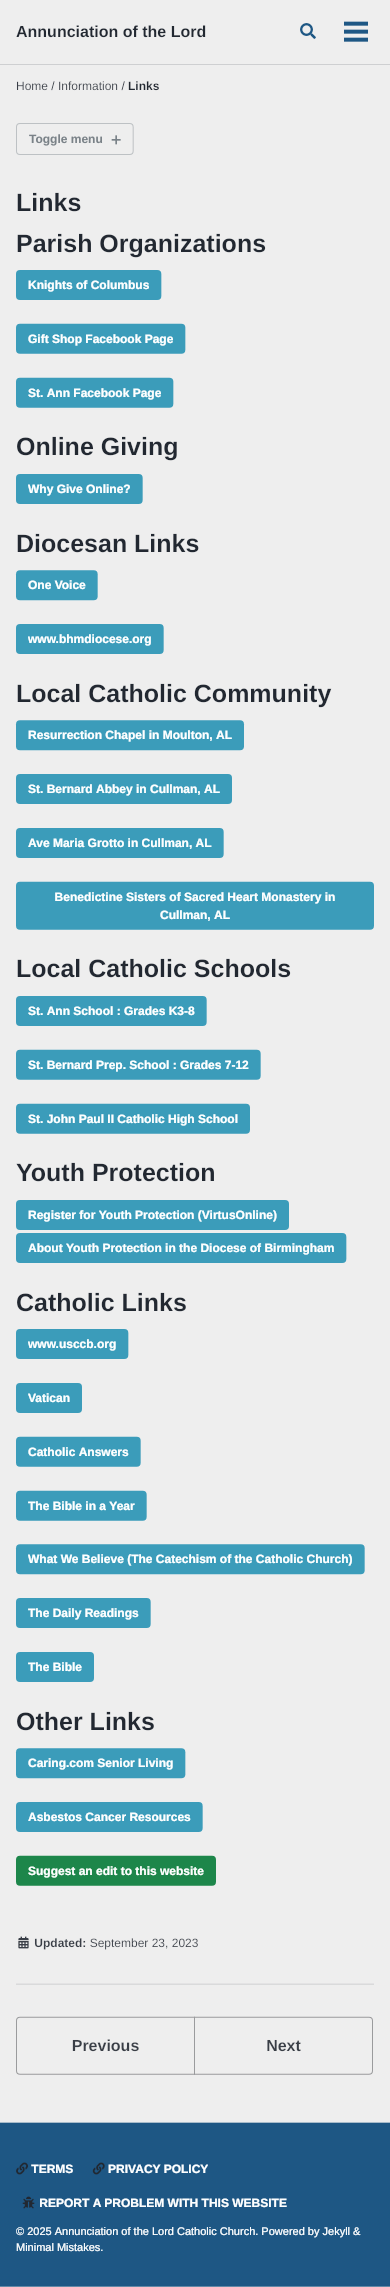 Annunciation of the Lord
Home / Information / Links
Toggle menu +
Links
Parish Organizations
Knights of Columbus
Gift Shop Facebook Page
St. Ann Facebook Page
Online Giving
Why Give Online?
Diocesan Links
One Voice
www.bhmdiocese.org
Local Catholic Community
Resurrection Chapel in Moulton, AL
St. Bernard Abbey in Cullman, AL
Ave Maria Grotto in Cullman, AL
Benedictine Sisters of Sacred Heart Monastery in
Cullman, AL
Local Catholic Schools
St. Ann School : Grades K3-8
St. Bernard Prep. School : Grades 7-12
St. John Paul II Catholic High School
Youth Protection
Register for Youth Protection (VirtusOnline)
About Youth Protection in the Diocese of Birmingham
Catholic Links
www.usccb.org
Vatican
Catholic Answers
The Bible in a Year
What We Believe (The Catechism of the Catholic Church)
The Daily Readings
The Bible
Other Links
Caring.com Senior Living
Asbestos Cancer Resources
Suggest an edit to this website
Updated: September 23, 2023
Previous Next
TERMS PRIVACY POLICY
REPORT A PROBLEM WITH THIS WEBSITE
© 2025 Annunciation of the Lord Catholic Church. Powered by Jekyll &
Minimal Mistakes.